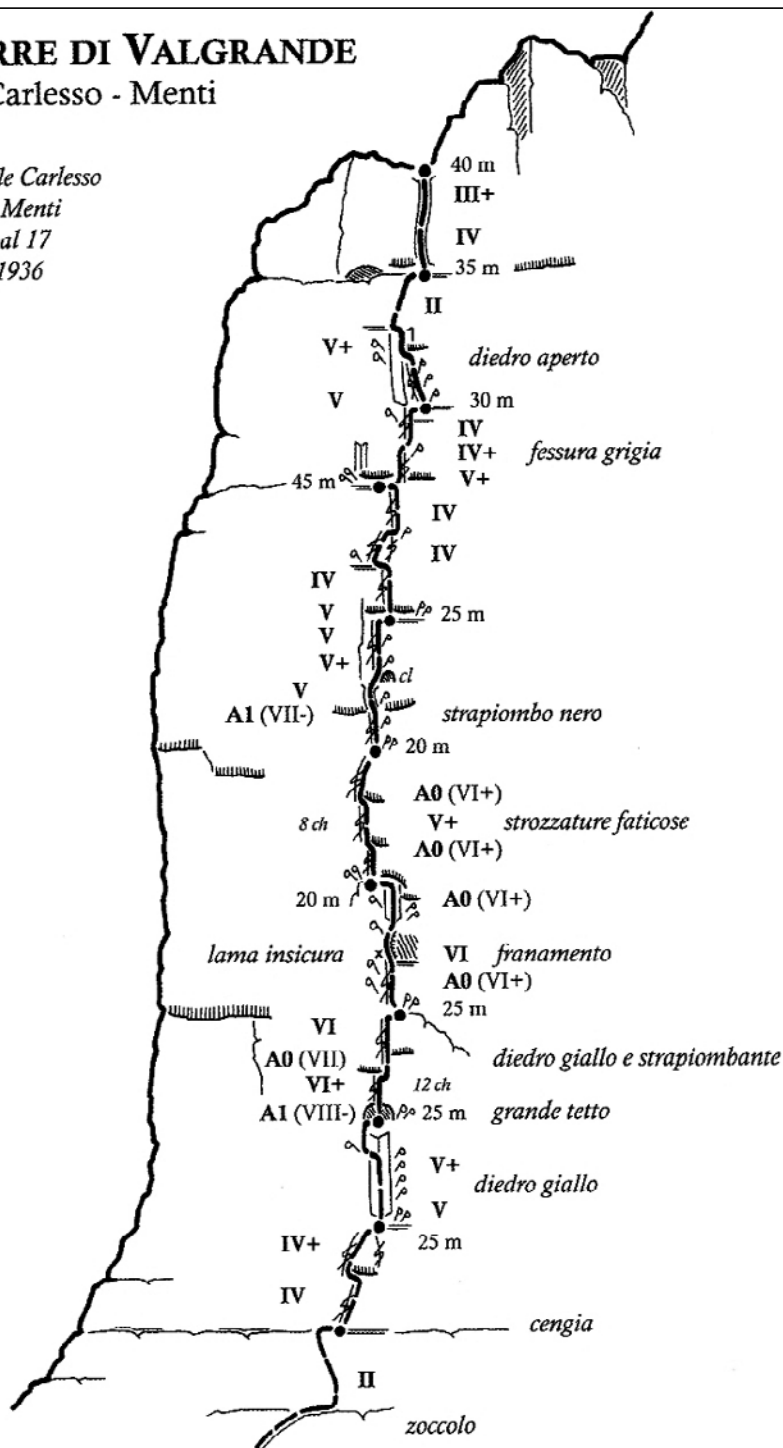 RRE DI VALGRANDE
Carlesso - Menti
le Carlesso
Menti
al 17
1936
40 m
III+
IV
35 m
II
V+
diedro aperto
V
30 m
IV
IV+ fessura grigia
V+
45 m
IV
IV
IV
V
25 m
V
V+
cl
V
A1 (VII-)
strapiombo nero
20 m
A0 (VI+)
8 ch
V+
strozzature faticose
A0 (VI+)
20 m
A0 (VI+)
lama insicura
VI franamento
A0 (VI+)
25 m
VI
A0 (VII)
diedro giallo e strapiombante
VI+
12 ch
A1 (VIII-)
25 m
grande tetto
V+
diedro giallo
V
IV+
25 m
IV
cengia
II
zoccolo